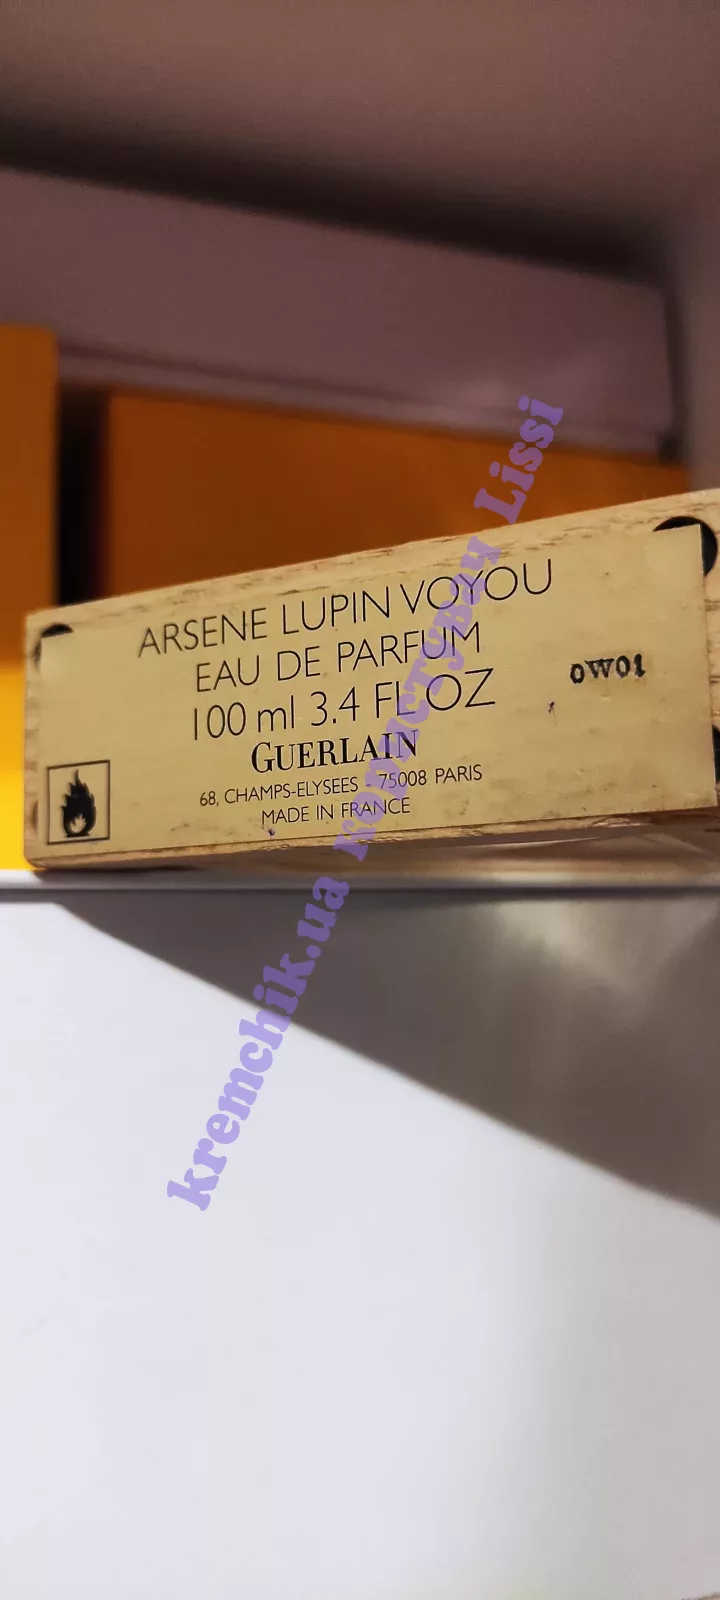 ARSENE LUPIN VOYOU
EAU DE PARFUM
100 ml 3.4 FL OZ
0W01
GUERLAIN
68, CHAMPS-ELYSEES - 75008 PARIS
MADE IN FRANCE
kremchik.ua користувач Lissi